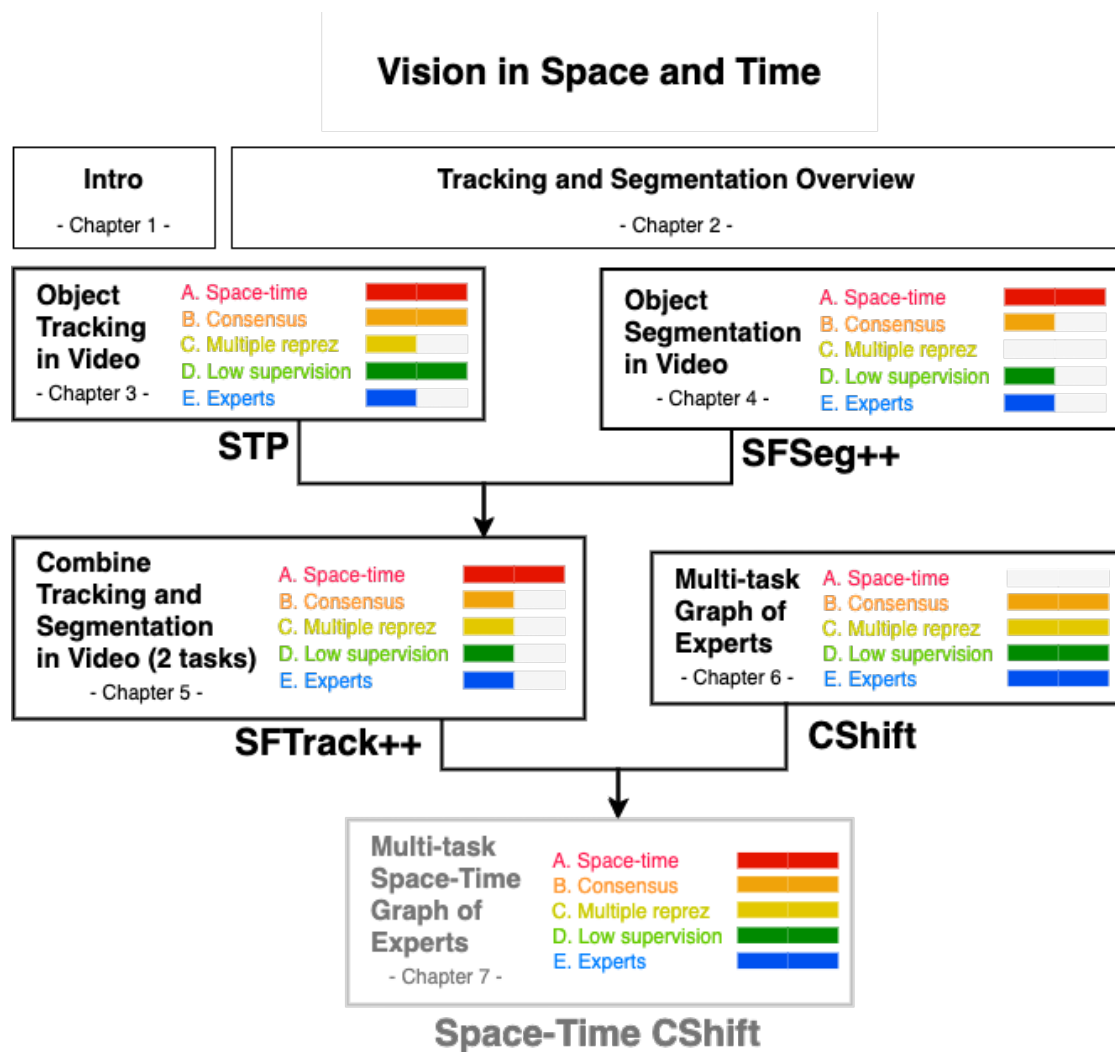 Vision in Space and Time
Intro
- Chapter 1 -
Tracking and Segmentation Overview
- Chapter 2 -
Object
Tracking
in Video
- Chapter 3 -
A. Space-time
B. Consensus
C. Multiple reprez
D. Low supervision
E. Experts
STP
Object
Segmentation
in Video
- Chapter 4 -
A. Space-time
B. Consensus
C. Multiple reprez
D. Low supervision
E. Experts
SFSeg++
Combine
Tracking and
Segmentation
in Video (2 tasks)
- Chapter 5 -
A. Space-time
B. Consensus
C. Multiple reprez
D. Low supervision
E. Experts
SFTrack++
Multi-task
Graph of
Experts
- Chapter 6 -
A. Space-time
B. Consensus
C. Multiple reprez
D. Low supervision
E. Experts
CShift
Multi-task
Space-Time
Graph of
Experts
- Chapter 7 -
A. Space-time
B. Consensus
C. Multiple reprez
D. Low supervision
E. Experts
Space-Time CShift